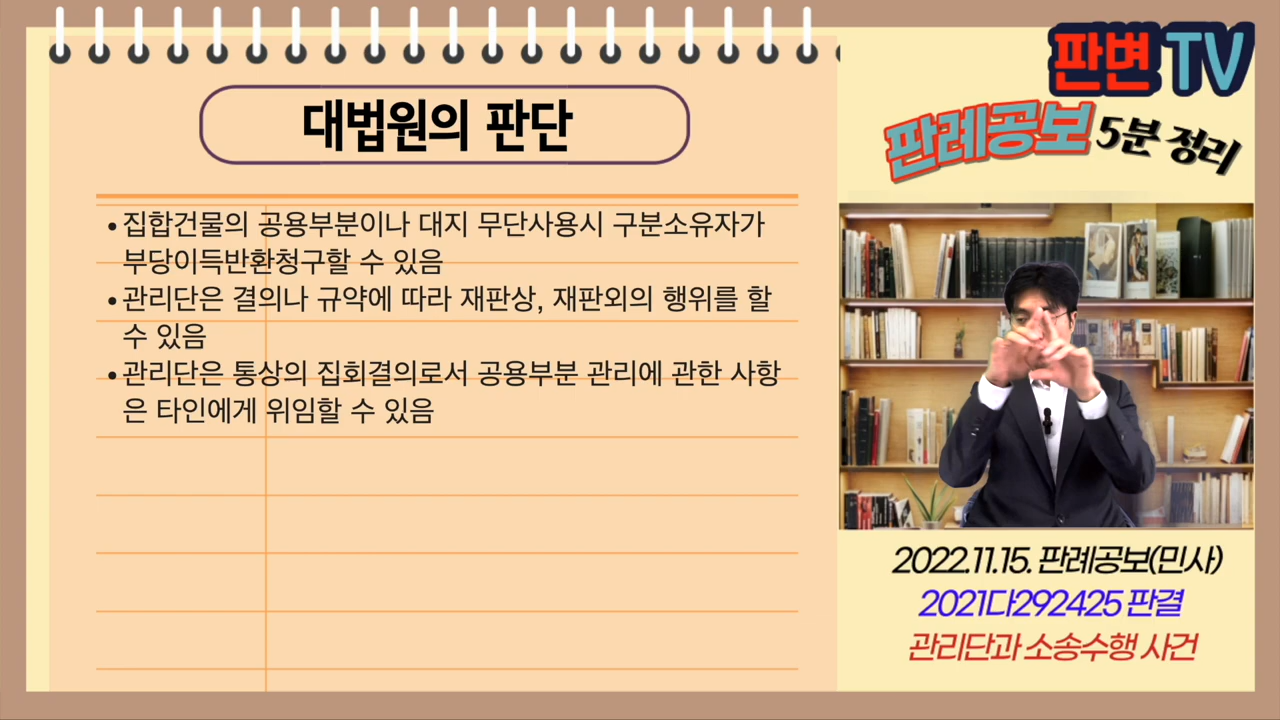 대법원의 판단
• 집합건물의 공용부분이나 대지 무단사용시 구분소유자가
부당이득반환청구할 수 있음
• 관리단은 결의나 규약에 따라 재판상, 재판외의 행위를 할
수 있음
• 관리단은 통상의 집회결의로서 공용부분 관리에 관한 사항
은 타인에게 위임할 수 있음
판변 TV
판례공보 5분 정리
2022.11.15. 판례공보(민사)
2021다292425 판결
관리단과 소송수행 사건